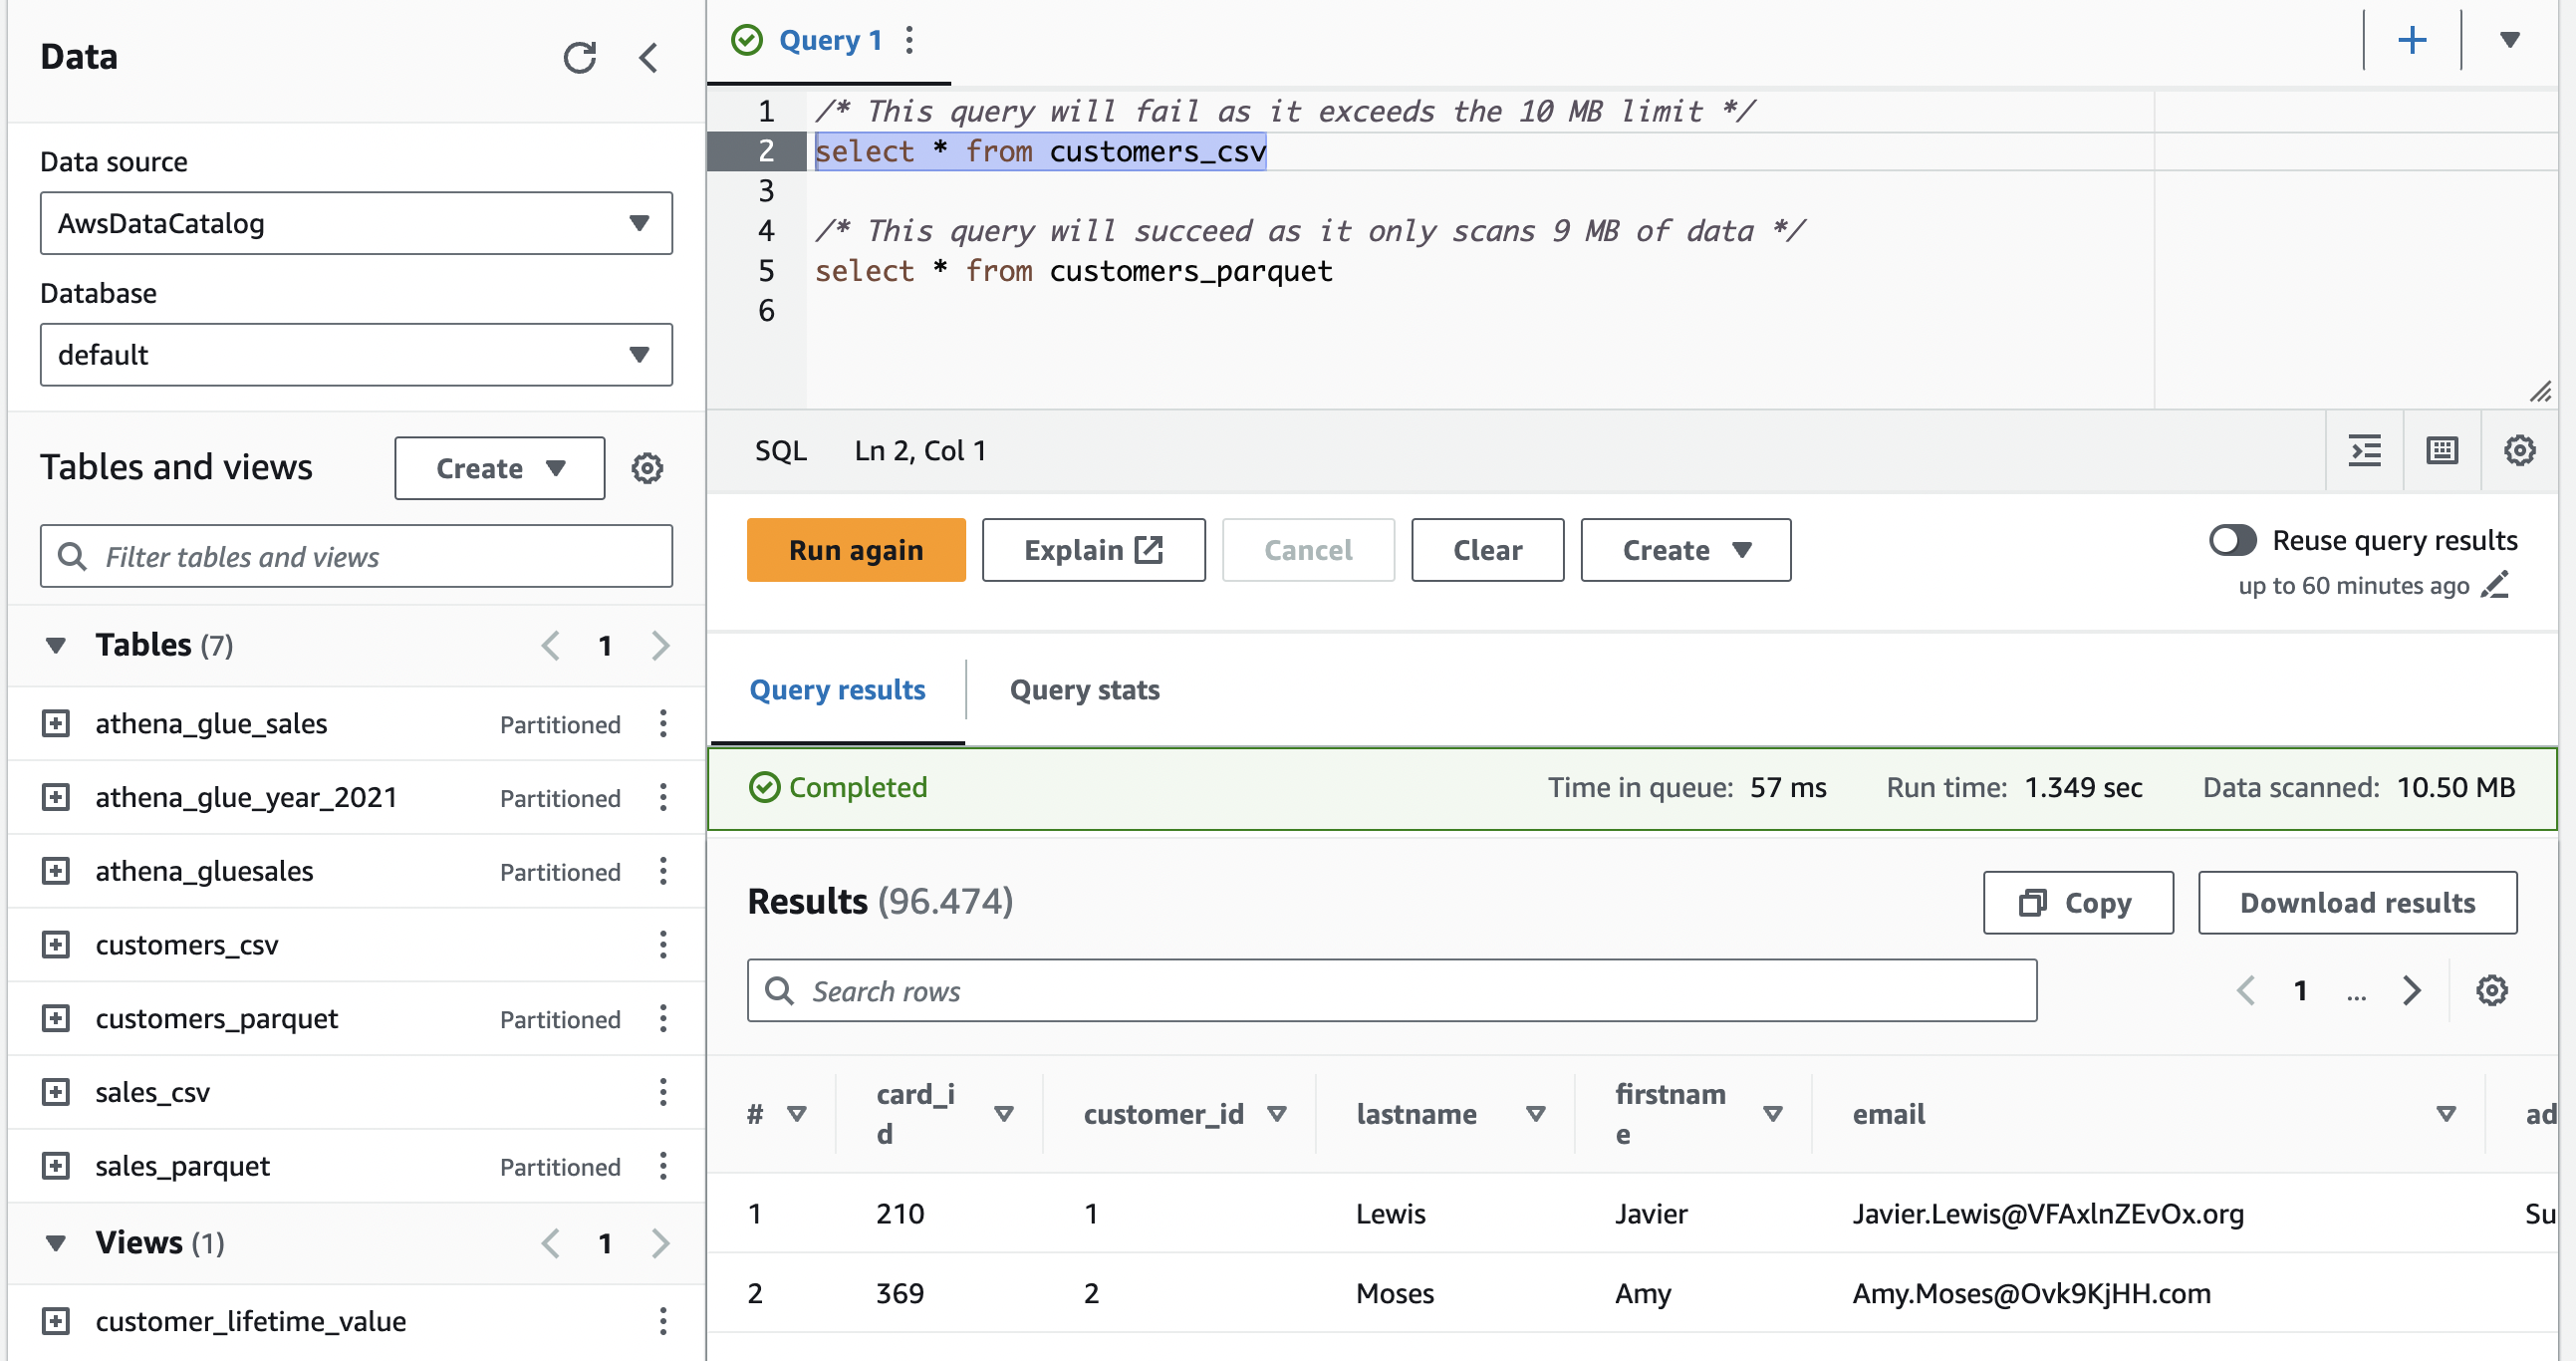 Data
Data source
AwsDataCatalog
Database
default
Tables and views
Create
Filter tables and views
Tables (7)
1
athena_glue_sales Partitioned
athena_glue_year_2021 Partitioned
athena_gluesales Partitioned
customers_csv
customers_parquet Partitioned
sales_csv
sales_parquet Partitioned
Views (1)
1
customer_lifetime_value
Query 1
1 /* This query will fail as it exceeds the 10 MB limit */
2 select * from customers_csv
3
4 /* This query will succeed as it only scans 9 MB of data */
5 select * from customers_parquet
6
SQL Ln 2, Col 1
Run again Explain Cancel Clear Create
Reuse query results
up to 60 minutes ago
Query results Query stats
Completed Time in queue: 57 ms Run time: 1.349 sec Data scanned: 10.50 MB
Results (96.474) Copy Download results
Search rows 1 ...
# card_i
d customer_id lastname firstnam
e email ad
1 210 1 Lewis Javier Javier.Lewis@VFAxlnZEvOx.org Su
2 369 2 Moses Amy Amy.Moses@Ovk9KjHH.com